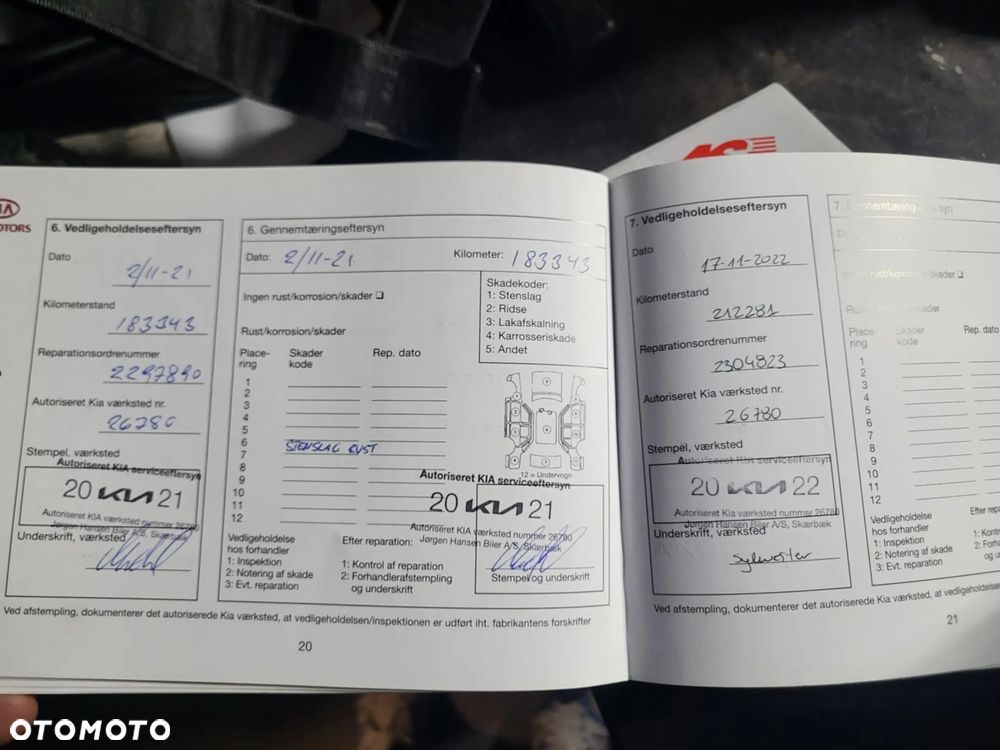 KIA
MOTORS
6. Vedligeholdelseseftersyn
Dato
2/11-21
Kilometerstand
183343
Reparationsordrenummer
2297890
Autoriseret Kia værksted nr.
26780
Stempel, værksted
Autoriseret KIA serviceeftersyn
20 KIA 21
Autoriseret KIA værksted nummer 26780
Jørgen Hansen Biler A/S, Skærbæk
Underskrift, værksted
6. Gennemtæringseftersyn
Dato: 2/11-21 Kilometer: 183343
Ingen rust/korrosion/skader
Rust/korrosion/skader
Skadekoder:
1: Stenslag
2: Ridse
3: Lakafskalning
4: Karrosseriskade
5: Andet
Place-
ring
Skader
kode
Rep. dato
1
2
3
4
5
6
7 STENSLAG RUST
8
9
10
11
12
12 = Undervogn
Autoriseret KIA serviceeftersyn
20 KIA 21
Autoriseret KIA værksted nummer 26780
Jørgen Hansen Biler A/S, Skærbæk
Vedligeholdelse
hos forhandler
1: Inspektion
2: Notering af skade
3: Evt. reparation
Efter reparation:
1: Kontrol af reparation
2: Forhandlerafstempling
og underskrift
Stempel og underskrift
Ved afstempling, dokumenterer det autoriserede Kia værksted, at vedligeholdelsen/inspektionen er udført iht. fabrikantens forskrifter
20
7. Vedligeholdelseseftersyn
Dato
17-11-2022
Kilometerstand
212281
Reparationsordrenummer
2304823
Autoriseret Kia værksted nr.
26780
Stempel, værksted
Autoriseret KIA serviceeftersyn
20 KIA 22
Autoriseret KIA værksted nummer 26780
Jørgen Hansen Biler A/S, Skærbæk
Underskrift, værksted
Sylwester
7. Gennemtæring
Rust/korrosion/skader
Place-
ring
Skader
kode
Rep. dato
1
2
3
4
5
6
7
8
9
10
11
12
Vedligeholdelse
hos forhandler
1: Inspektion
2: Notering af skade
3: Evt. reparation
Ved afstempling, dokumenterer det autoriserede Kia værksted, at vedligeholdelsen
21
OTOMOTO